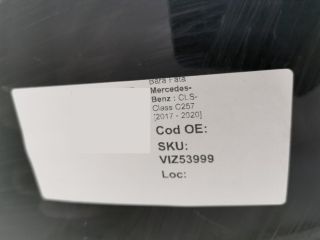 Bara Fata
Mercedes-
Benz : CLS-
Class C257
[2017 - 2020]
Cod OE:
SKU:
VIZ53999
Loc: